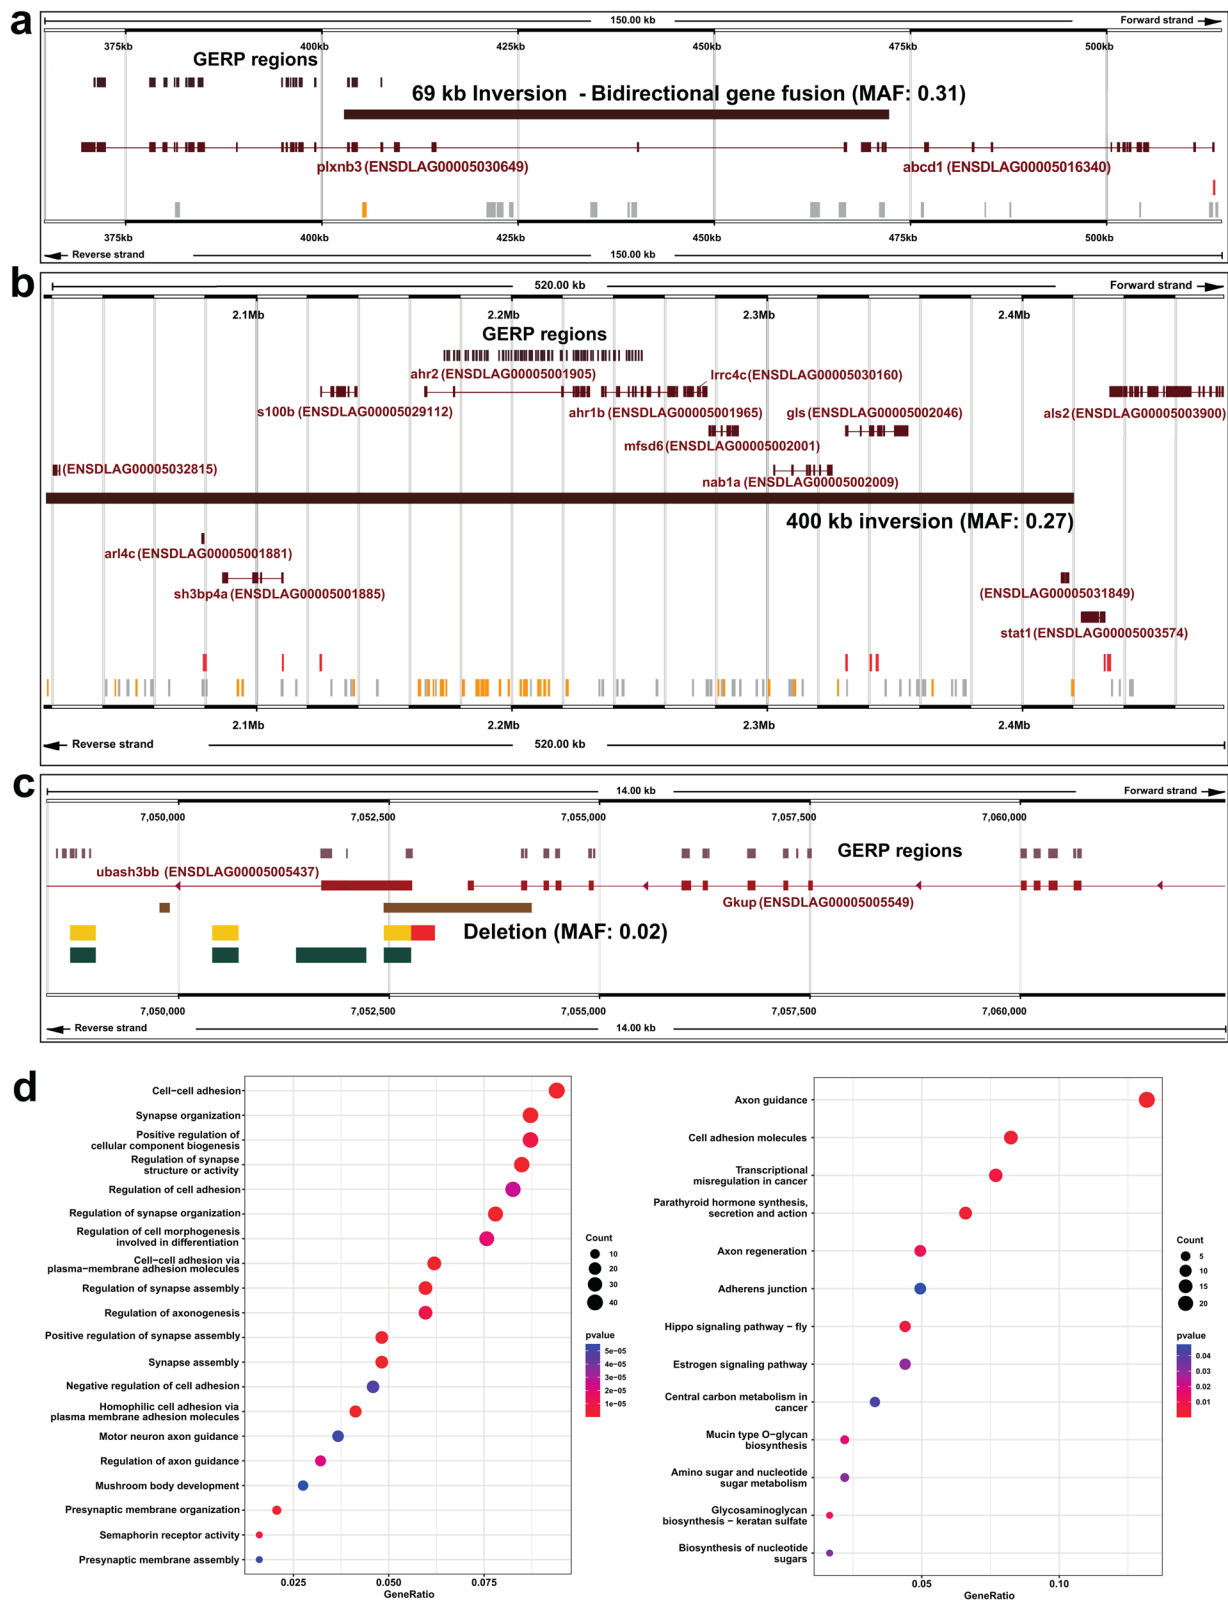 a
150.00 kb
Forward strand
375kb 400kb 425kb 450kb 475kb 500kb
GERP regions
69 kb Inversion - Bidirectional gene fusion (MAF: 0.31)
plxnb3 (ENSDLAG00005030649)
abcd1 (ENSDLAG00005016340)
375kb 400kb 425kb 450kb 475kb 500kb
Reverse strand
150.00 kb
b
520.00 kb
Forward strand
2.1Mb 2.2Mb 2.3Mb 2.4Mb
GERP regions
ahr2 (ENSDLAG00005001905)
lrrc4c (ENSDLAG00005030160)
s100b (ENSDLAG00005029112)
ahr1b (ENSDLAG00005001965)
gls (ENSDLAG00005002046)
als2 (ENSDLAG00005003900)
mfsd6 (ENSDLAG00005002001)
(ENSDLAG00005032815)
nab1a (ENSDLAG00005002009)
400 kb inversion (MAF: 0.27)
arl4c (ENSDLAG00005001881)
sh3bp4a (ENSDLAG00005001885)
(ENSDLAG00005031849)
stat1 (ENSDLAG00005003574)
2.1Mb 2.2Mb 2.3Mb 2.4Mb
Reverse strand
520.00 kb
c
14.00 kb
Forward strand
7,050,000 7,052,500 7,055,000 7,057,500 7,060,000
GERP regions
ubash3bb (ENSDLAG00005005437)
Gkup (ENSDLAG00005005549)
Deletion (MAF: 0.02)
7,050,000 7,052,500 7,055,000 7,057,500 7,060,000
Reverse strand
14.00 kb
d
Cell−cell adhesion
Synapse organization
Positive regulation of
cellular component biogenesis
Regulation of synapse
structure or activity
Regulation of cell adhesion
Regulation of synapse organization
Regulation of cell morphogenesis
involved in differentiation
Cell−cell adhesion via
plasma−membrane adhesion molecules
Regulation of synapse assembly
Regulation of axonogenesis
Positive regulation of synapse assembly
Synapse assembly
Negative regulation of cell adhesion
Homophilic cell adhesion via
plasma membrane adhesion molecules
Motor neuron axon guidance
Regulation of axon guidance
Mushroom body development
Presynaptic membrane organization
Semaphorin receptor activity
Presynaptic membrane assembly
0.025 0.050 0.075
GeneRatio
Count
10
20
30
40
pvalue
5e−05
4e−05
3e−05
2e−05
1e−05
Axon guidance
Cell adhesion molecules
Transcriptional
misregulation in cancer
Parathyroid hormone synthesis,
secretion and action
Axon regeneration
Adherens junction
Hippo signaling pathway − fly
Estrogen signaling pathway
Central carbon metabolism in
cancer
Mucin type O−glycan
biosynthesis
Amino sugar and nucleotide
sugar metabolism
Glycosaminoglycan
biosynthesis − keratan sulfate
Biosynthesis of nucleotide
sugars
0.05 0.10
GeneRatio
Count
5
10
15
20
pvalue
0.04
0.03
0.02
0.01